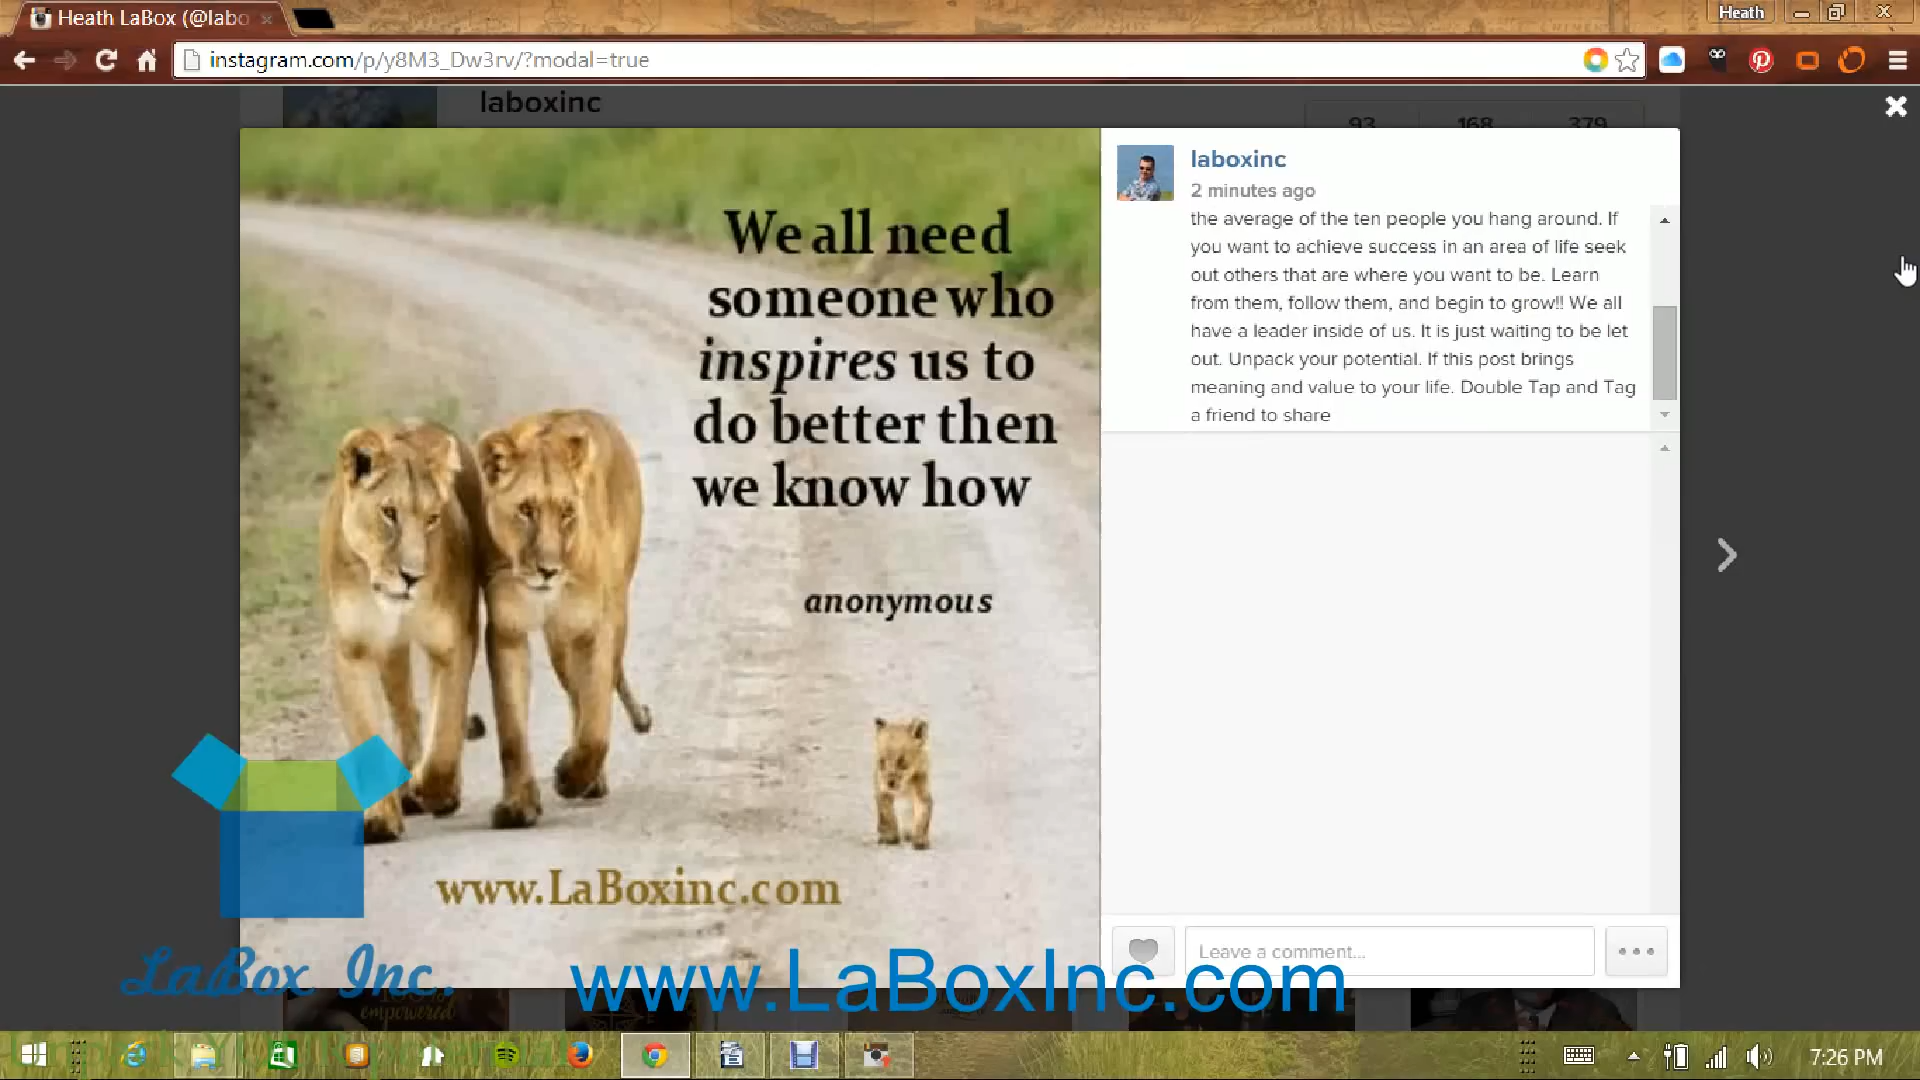 Heath LaBox (@labo
Heath
instagram.com/p/y8M3_Dw3rv/?modal=true
laboxinc
93 168 379
We all need
someone who
inspires us to
do better then
we know how
anonymous
www.LaBoxinc.com
laboxinc
2 minutes ago
the average of the ten people you hang around. If
you want to achieve success in an area of life seek
out others that are where you want to be. Learn
from them, follow them, and begin to grow!! We all
have a leader inside of us. It is just waiting to be let
out. Unpack your potential. If this post brings
meaning and value to your life. Double Tap and Tag
a friend to share
Leave a comment...
LaBox Inc.
www.LaBoxInc.com
empowered
7:26 PM